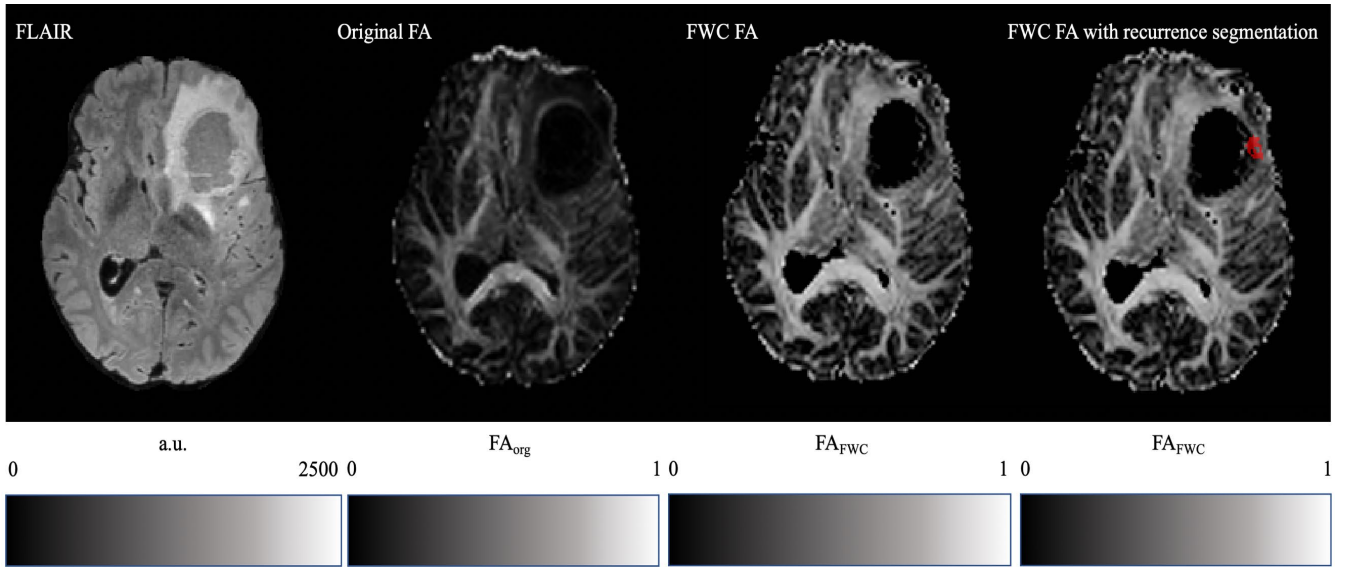 FLAIR
Original FA
FWC FA
FWC FA with recurrence segmentation
a.u.
FAorg
FAFWC
FAFWC
0
2500
0
1
0
1
0
1